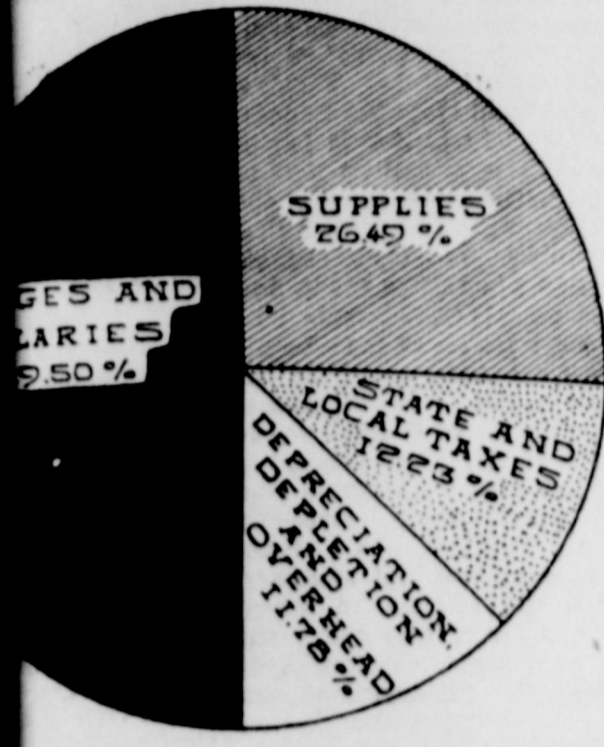 GES AND
LARIES
9.50 %
SUPPLIES
26.49 %
STATE AND
LOCAL TAXES
12.23 %
DEPRECIATION,
DEPLETION
AND
OVERHEAD
11.78 %